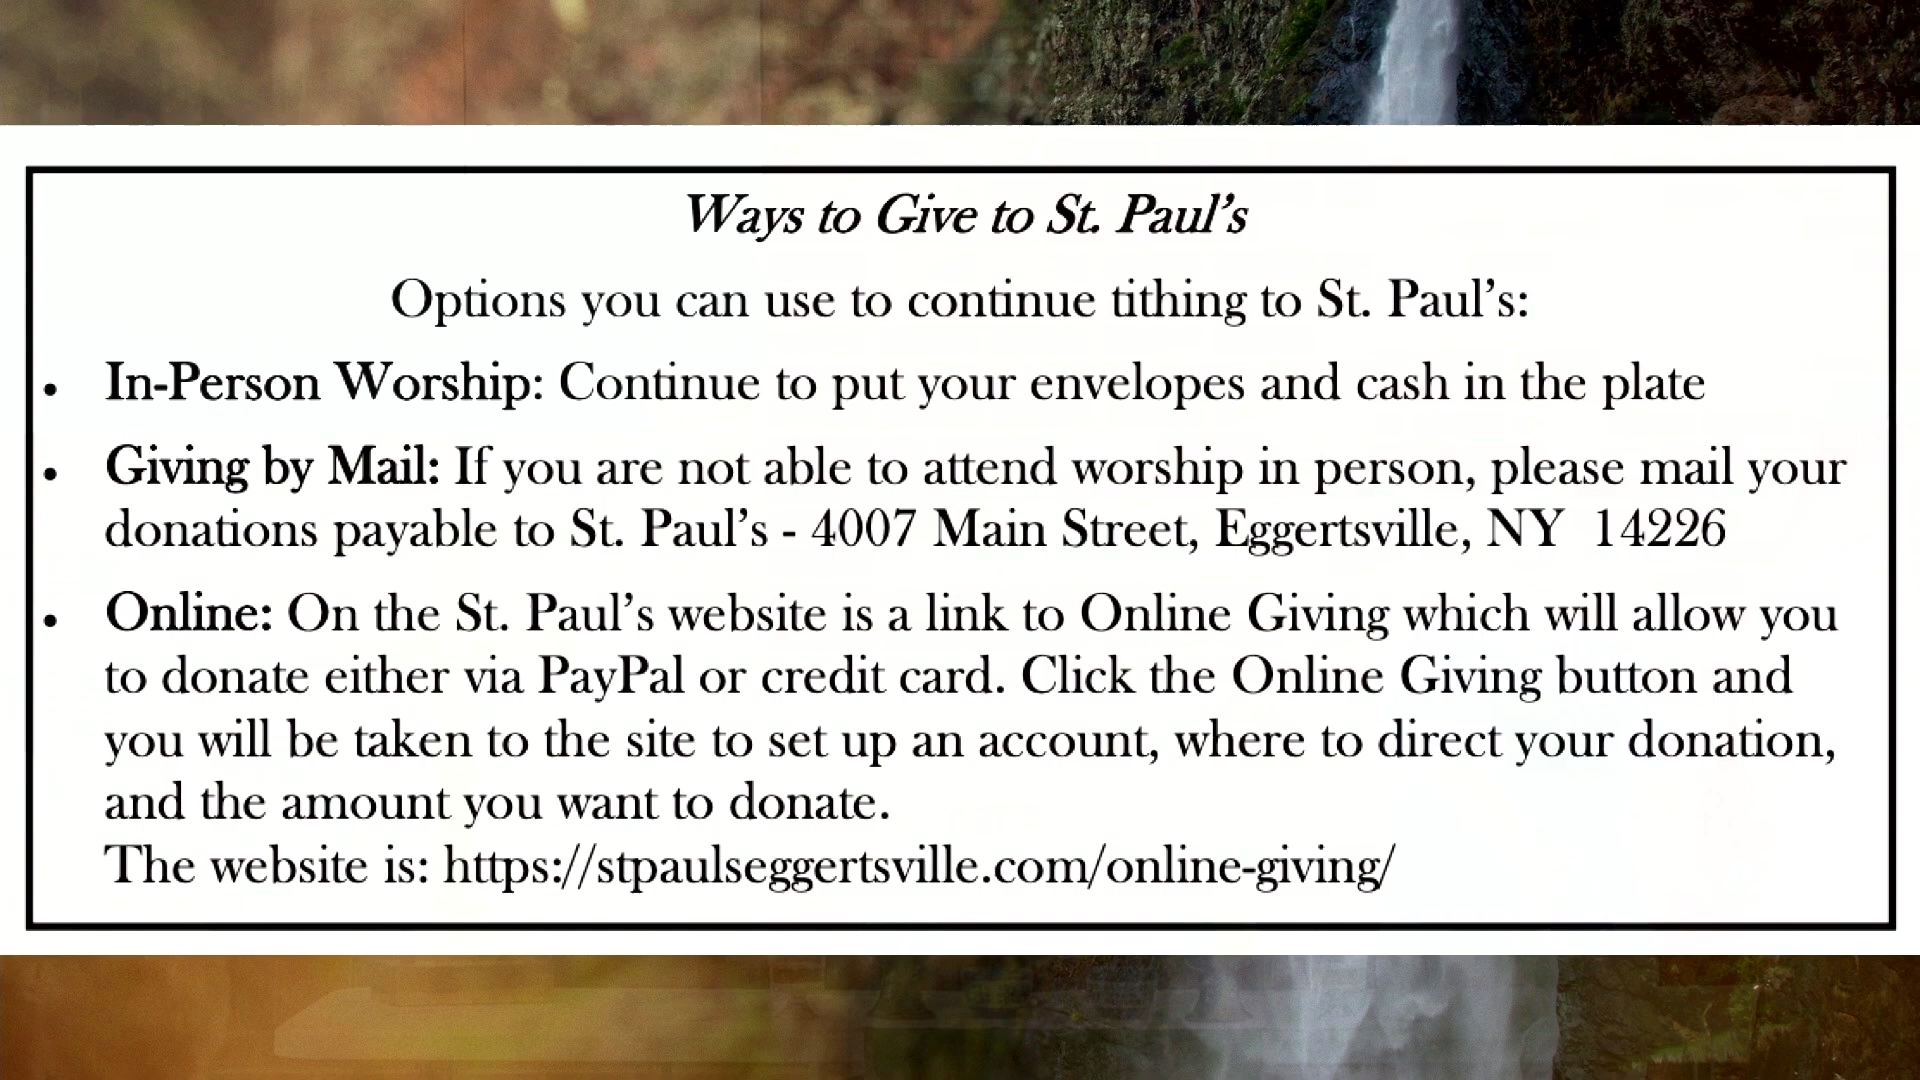 Ways to Give to St. Paul's
Options you can use to continue tithing to St. Paul's:
• In-Person Worship: Continue to put your envelopes and cash in the plate
• Giving by Mail: If you are not able to attend worship in person, please mail your
donations payable to St. Paul's - 4007 Main Street, Eggertsville, NY  14226
• Online: On the St. Paul's website is a link to Online Giving which will allow you
to donate either via PayPal or credit card. Click the Online Giving button and
you will be taken to the site to set up an account, where to direct your donation,
and the amount you want to donate.
The website is: https://stpaulseggertsville.com/online-giving/